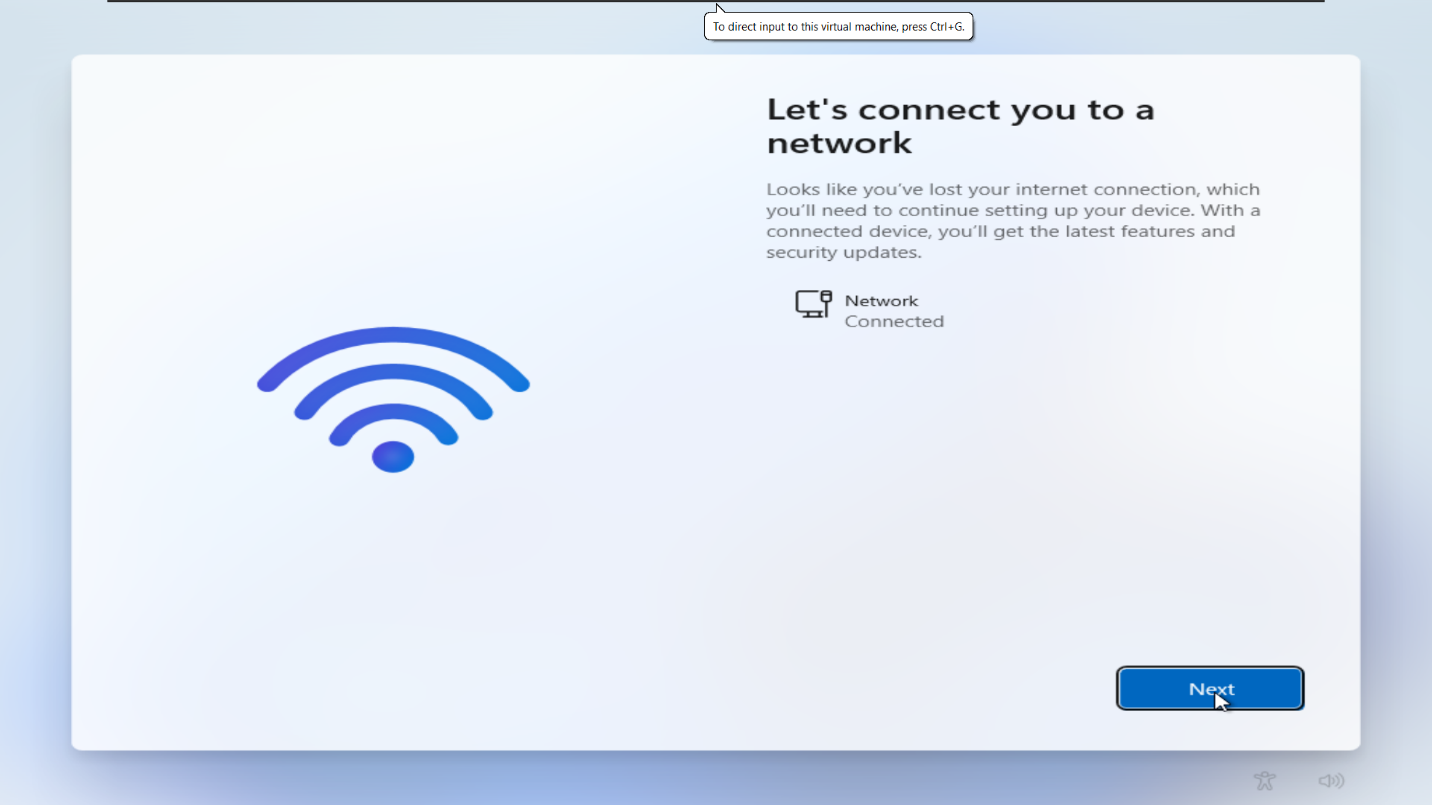 To direct input to this virtual machine, press Ctrl+G.
Let's connect you to a
network
Looks like you've lost your internet connection, which
you'll need to continue setting up your device. With a
connected device, you'll get the latest features and
security updates.
Network
Connected
Next